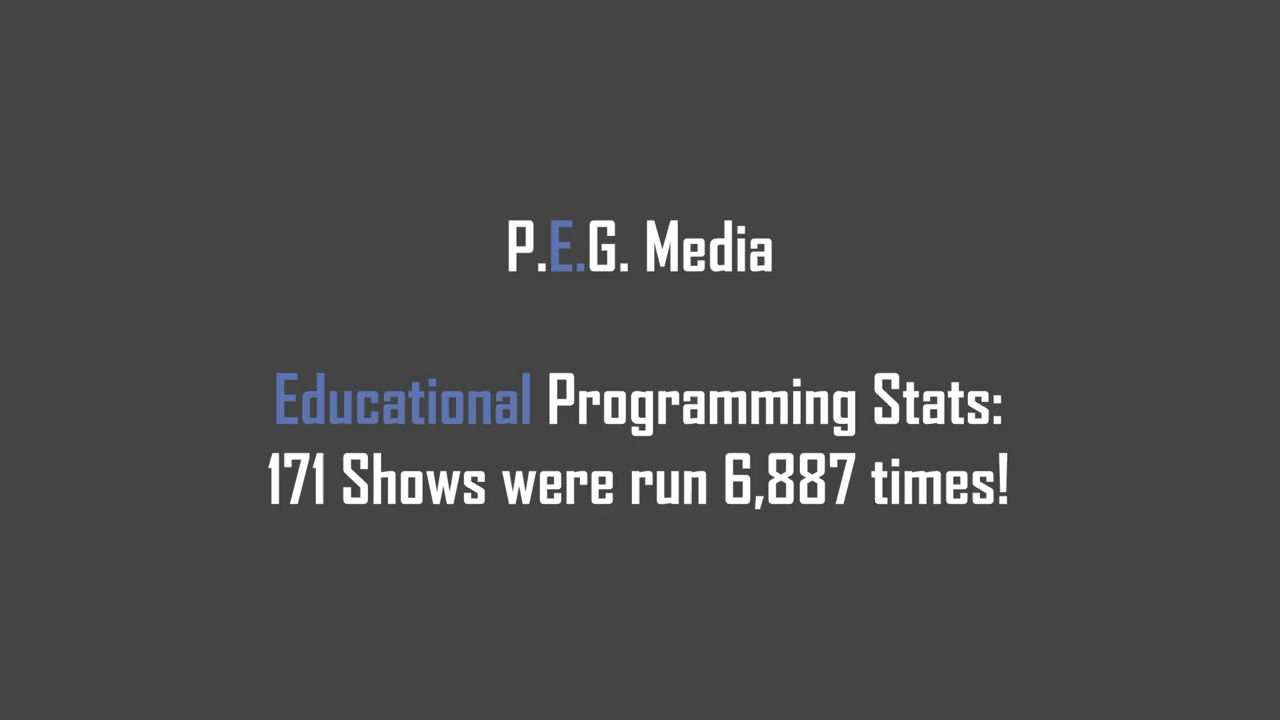 P.E.G. Media
Educational Programming Stats:
171 Shows were run 6,887 times!